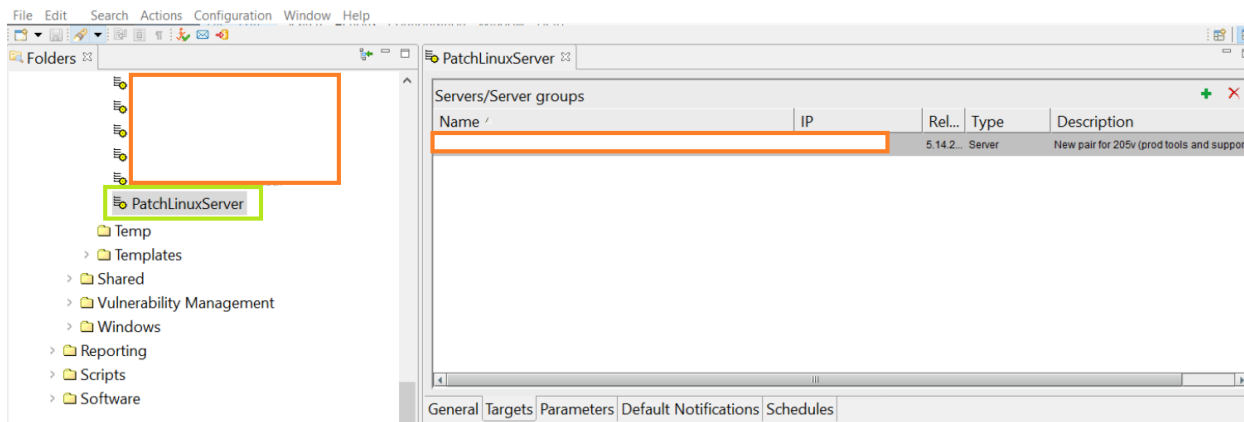 File Edit Search Actions Configuration Window Help
Folders
PatchLinuxServer
Temp
Templates
Shared
Vulnerability Management
Windows
Reporting
Scripts
Software
PatchLinuxServer
Servers/Server groups
Name IP Rel... Type Description
5.14.2... Server New pair for 205v (prod tools and suppor
General Targets Parameters Default Notifications Schedules